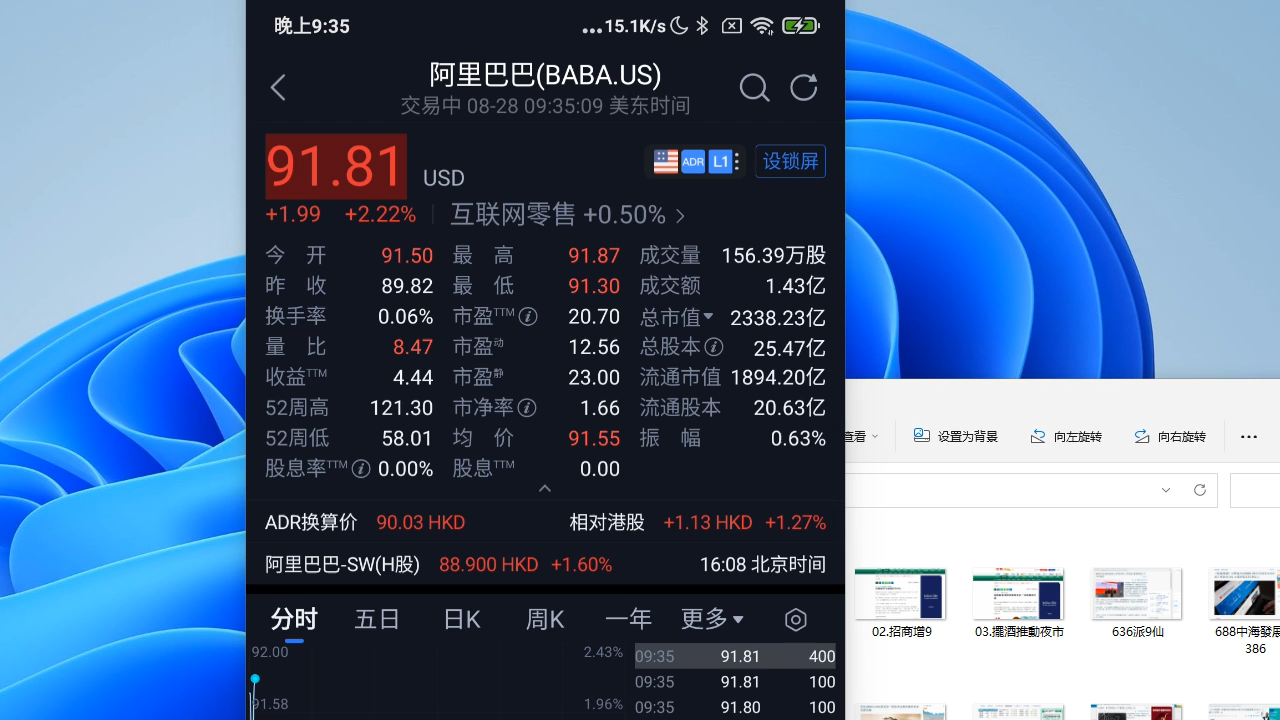 晚上9:35
...15.1K/s
阿里巴巴(BABA.US)
交易中 08-28 09:35:09 美东时间
91.81 USD
ADR L1 设锁屏
+1.99 +2.22% 互联网零售 +0.50%
今 开 91.50 最 高 91.87 成交量 156.39万股
昨 收 89.82 最 低 91.30 成交额 1.43亿
换手率 0.06% 市盈TTM 20.70 总市值 2338.23亿
量 比 8.47 市盈动 12.56 总股本 25.47亿
收益TTM 4.44 市盈静 23.00 流通市值 1894.20亿
52周高 121.30 市净率 1.66 流通股本 20.63亿
52周低 58.01 均 价 91.55 振 幅 0.63%
股息率TTM 0.00% 股息TTM 0.00
ADR换算价 90.03 HKD 相对港股 +1.13 HKD +1.27%
阿里巴巴-SW(H股) 88.900 HKD +1.60% 16:08 北京时间
分时 五日 日K 周K 一年 更多
92.00 2.43% 09:35 91.81 400
09:35 91.81 100
91.58 1.96% 09:35 91.80 100
查看 设置为背景 向左旋转 向右旋转
02.招商增9
03.擺酒推動夜市
636派9仙
688中海發
386